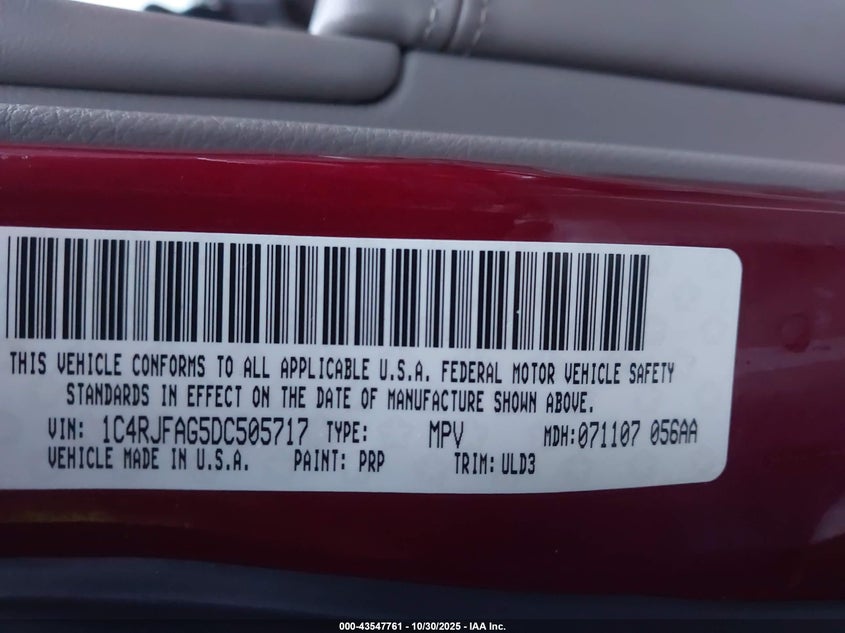 THIS VEHICLE CONFORMS TO ALL APPLICABLE U.S.A. FEDERAL MOTOR VEHICLE SAFETY
STANDARDS IN EFFECT ON THE DATE OF MANUFACTURE SHOWN ABOVE.
VIN: 1C4RJFAG5DC505717 TYPE: MPV MDH:071107 056AA
VEHICLE MADE IN U.S.A. PAINT: PRP TRIM:ULD3
000-43547761 - 10/30/2025 - IAA Inc.